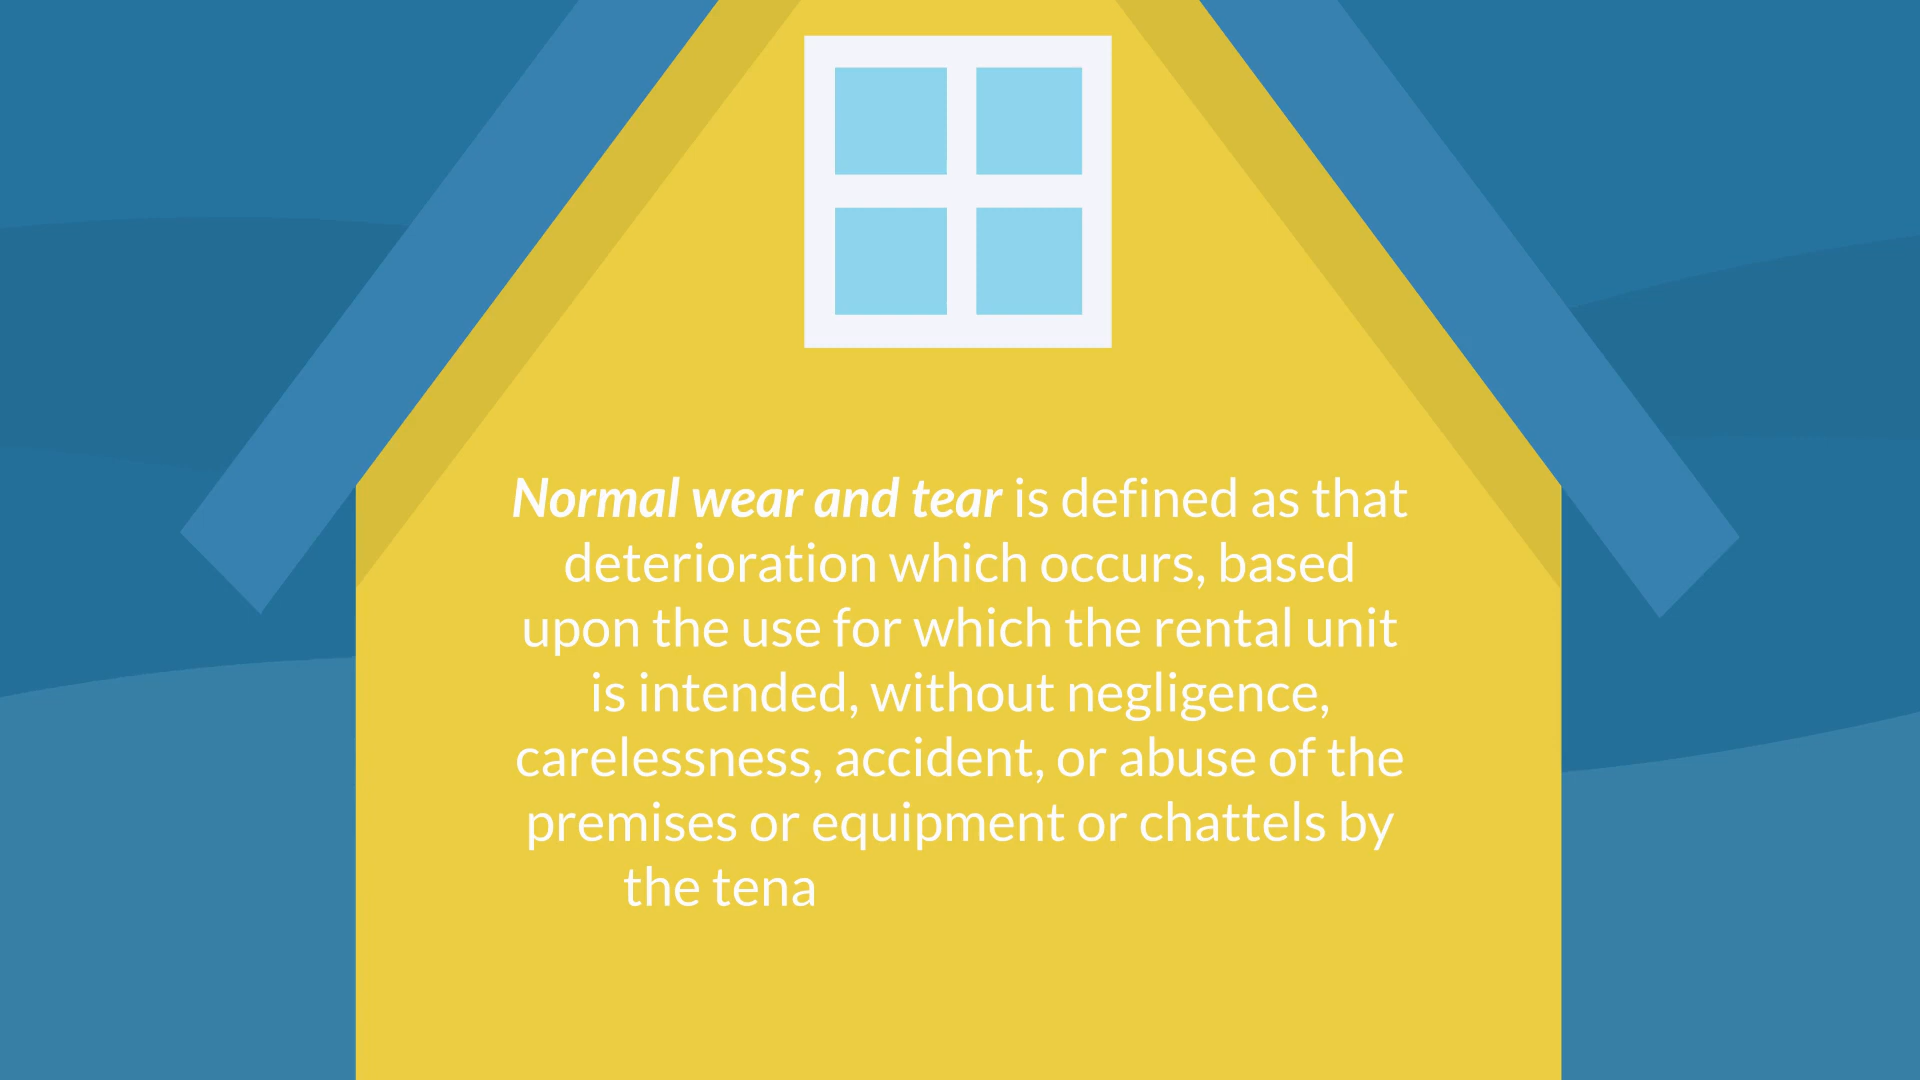 Normal wear and tear is defined as that
deterioration which occurs, based
upon the use for which the rental unit
is intended, without negligence,
carelessness, accident, or abuse of the
premises or equipment or chattels by
the tena